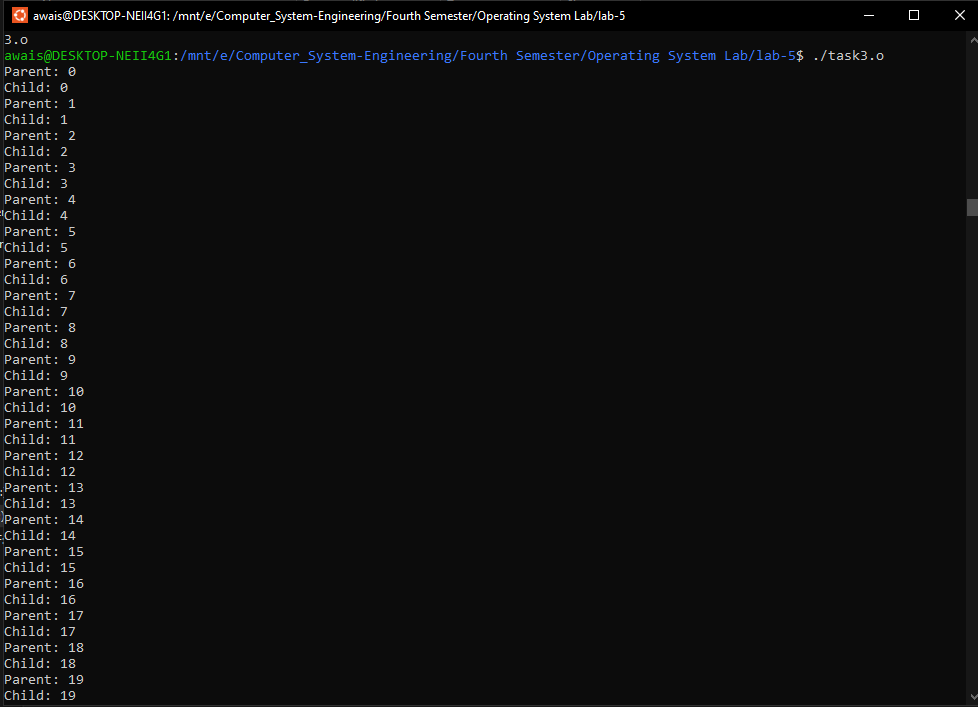 awais@DESKTOP-NEII4G1: /mnt/e/Computer_System-Engineering/Fourth Semester/Operating System Lab/lab-5
3.o
awais@DESKTOP-NEII4G1:/mnt/e/Computer_System-Engineering/Fourth Semester/Operating System Lab/lab-5$ ./task3.o
Parent: 0
Child: 0
Parent: 1
Child: 1
Parent: 2
Child: 2
Parent: 3
Child: 3
Parent: 4
Child: 4
Parent: 5
Child: 5
Parent: 6
Child: 6
Parent: 7
Child: 7
Parent: 8
Child: 8
Parent: 9
Child: 9
Parent: 10
Child: 10
Parent: 11
Child: 11
Parent: 12
Child: 12
Parent: 13
Child: 13
Parent: 14
Child: 14
Parent: 15
Child: 15
Parent: 16
Child: 16
Parent: 17
Child: 17
Parent: 18
Child: 18
Parent: 19
Child: 19